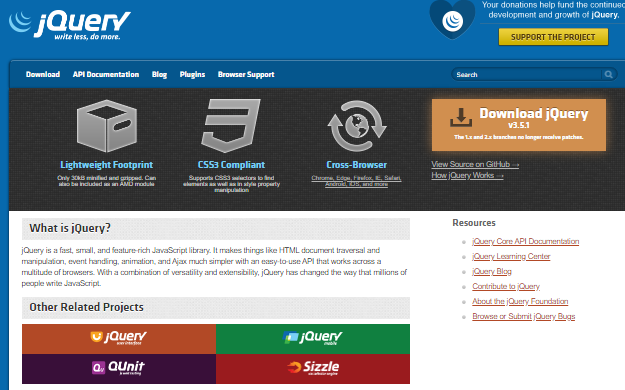 jQuery
write less, do more.
Your donations help fund the continued
development and growth of jQuery.
SUPPORT THE PROJECT
Download API Documentation Blog Plugins Browser Support
Search
Lightweight Footprint
Only 30kB minified and gzipped. Can
also be included as an AMD module
CSS3 Compliant
Supports CSS3 selectors to find
elements as well as in style property
manipulation
Cross-Browser
Chrome, Edge, Firefox, IE, Safari,
Android, iOS, and more
Download jQuery
v3.5.1
The 1.x and 2.x branches no longer receive patches.
View Source on GitHub →
How jQuery Works →
What is jQuery?
jQuery is a fast, small, and feature-rich JavaScript library. It makes things like HTML document traversal and
manipulation, event handling, animation, and Ajax much simpler with an easy-to-use API that works across a
multitude of browsers. With a combination of versatility and extensibility, jQuery has changed the way that millions of
people write JavaScript.
Resources
jQuery Core API Documentation
jQuery Learning Center
jQuery Blog
Contribute to jQuery
About the jQuery Foundation
Browse or Submit jQuery Bugs
Other Related Projects
jQuery
user interface
jQuery
mobile
QUnit
js unit testing
Sizzle
css selector engine